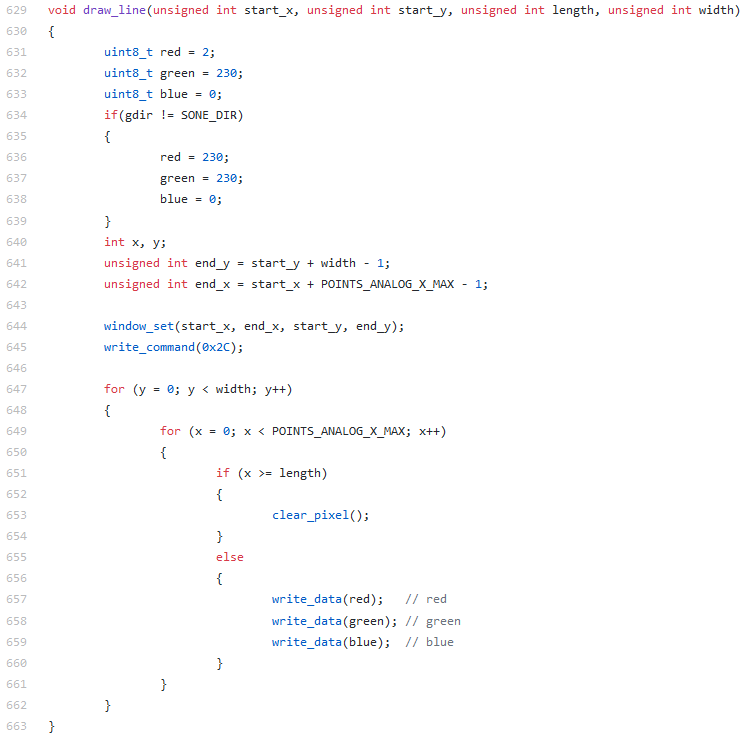 629 void draw_line(unsigned int start_x, unsigned int start_y, unsigned int length, unsigned int width)
630 {
631         uint8_t red = 2;
632         uint8_t green = 230;
633         uint8_t blue = 0;
634         if(gdir != SONE_DIR)
635         {
636                 red = 230;
637                 green = 230;
638                 blue = 0;
639         }
640         int x, y;
641         unsigned int end_y = start_y + width - 1;
642         unsigned int end_x = start_x + POINTS_ANALOG_X_MAX - 1;
643
644         window_set(start_x, end_x, start_y, end_y);
645         write_command(0x2C);
646
647         for (y = 0; y < width; y++)
648         {
649                 for (x = 0; x < POINTS_ANALOG_X_MAX; x++)
650                 {
651                         if (x >= length)
652                         {
653                                 clear_pixel();
654                         }
655                         else
656                         {
657                                 write_data(red);   // red
658                                 write_data(green); // green
659                                 write_data(blue);  // blue
660                         }
661                 }
662         }
663 }